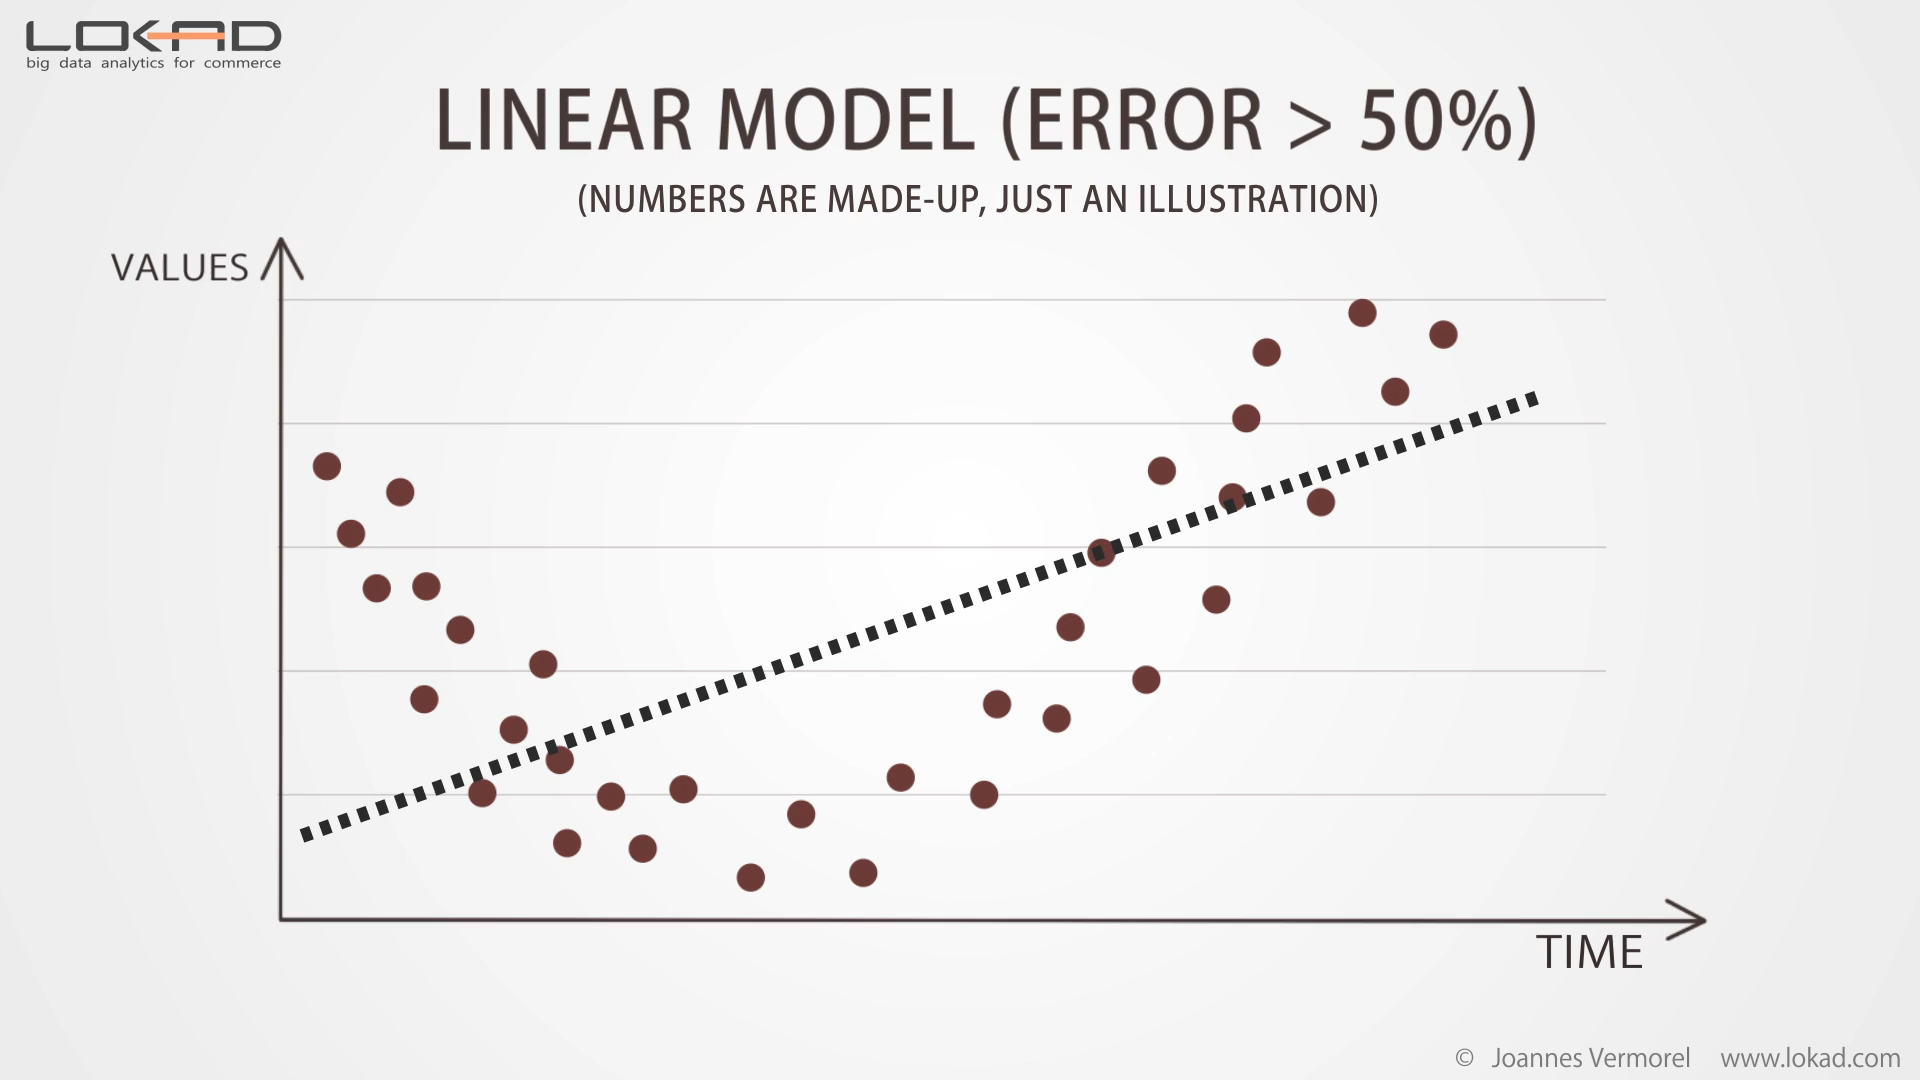 LOKAD
big data analytics for commerce
LINEAR MODEL (ERROR > 50%)
(NUMBERS ARE MADE-UP, JUST AN ILLUSTRATION)
VALUES
TIME
© Joannes Vermorel www.lokad.com